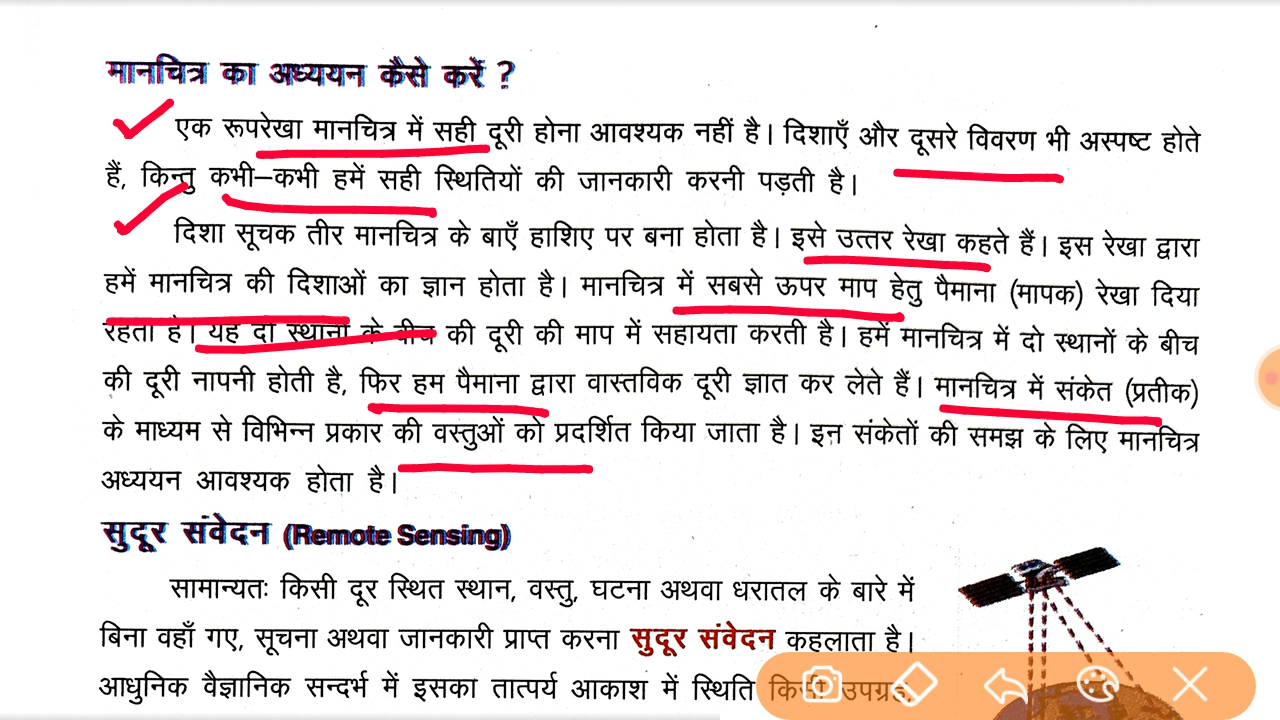 मानचित्र का अध्ययन कैसे करें ?
एक रूपरेखा मानचित्र में सही दूरी होना आवश्यक नहीं है। दिशाएँ और दूसरे विवरण भी अस्पष्ट होते
हैं, किन्तु कभी–कभी हमें सही स्थितियों की जानकारी करनी पड़ती है।
दिशा सूचक तीर मानचित्र के बाएँ हाशिए पर बना होता है। इसे उत्तर रेखा कहते हैं। इस रेखा द्वारा
हमें मानचित्र की दिशाओं का ज्ञान होता है। मानचित्र में सबसे ऊपर माप हेतु पैमाना (मापक) रेखा दिया
रहता है। यह दो स्थानों के बीच की दूरी की माप में सहायता करती है। हमें मानचित्र में दो स्थानों के बीच
की दूरी नापनी होती है, फिर हम पैमाना द्वारा वास्तविक दूरी ज्ञात कर लेते हैं। मानचित्र में संकेत (प्रतीक)
के माध्यम से विभिन्न प्रकार की वस्तुओं को प्रदर्शित किया जाता है। इन संकेतों की समझ के लिए मानचित्र
अध्ययन आवश्यक होता है।
सुदूर संवेदन (Remote Sensing)
सामान्यतः किसी दूर स्थित स्थान, वस्तु, घटना अथवा धरातल के बारे में
बिना वहाँ गए, सूचना अथवा जानकारी प्राप्त करना सुदूर संवेदन कहलाता है।
आधुनिक वैज्ञानिक सन्दर्भ में इसका तात्पर्य आकाश में स्थिति किसी उपग्रह,